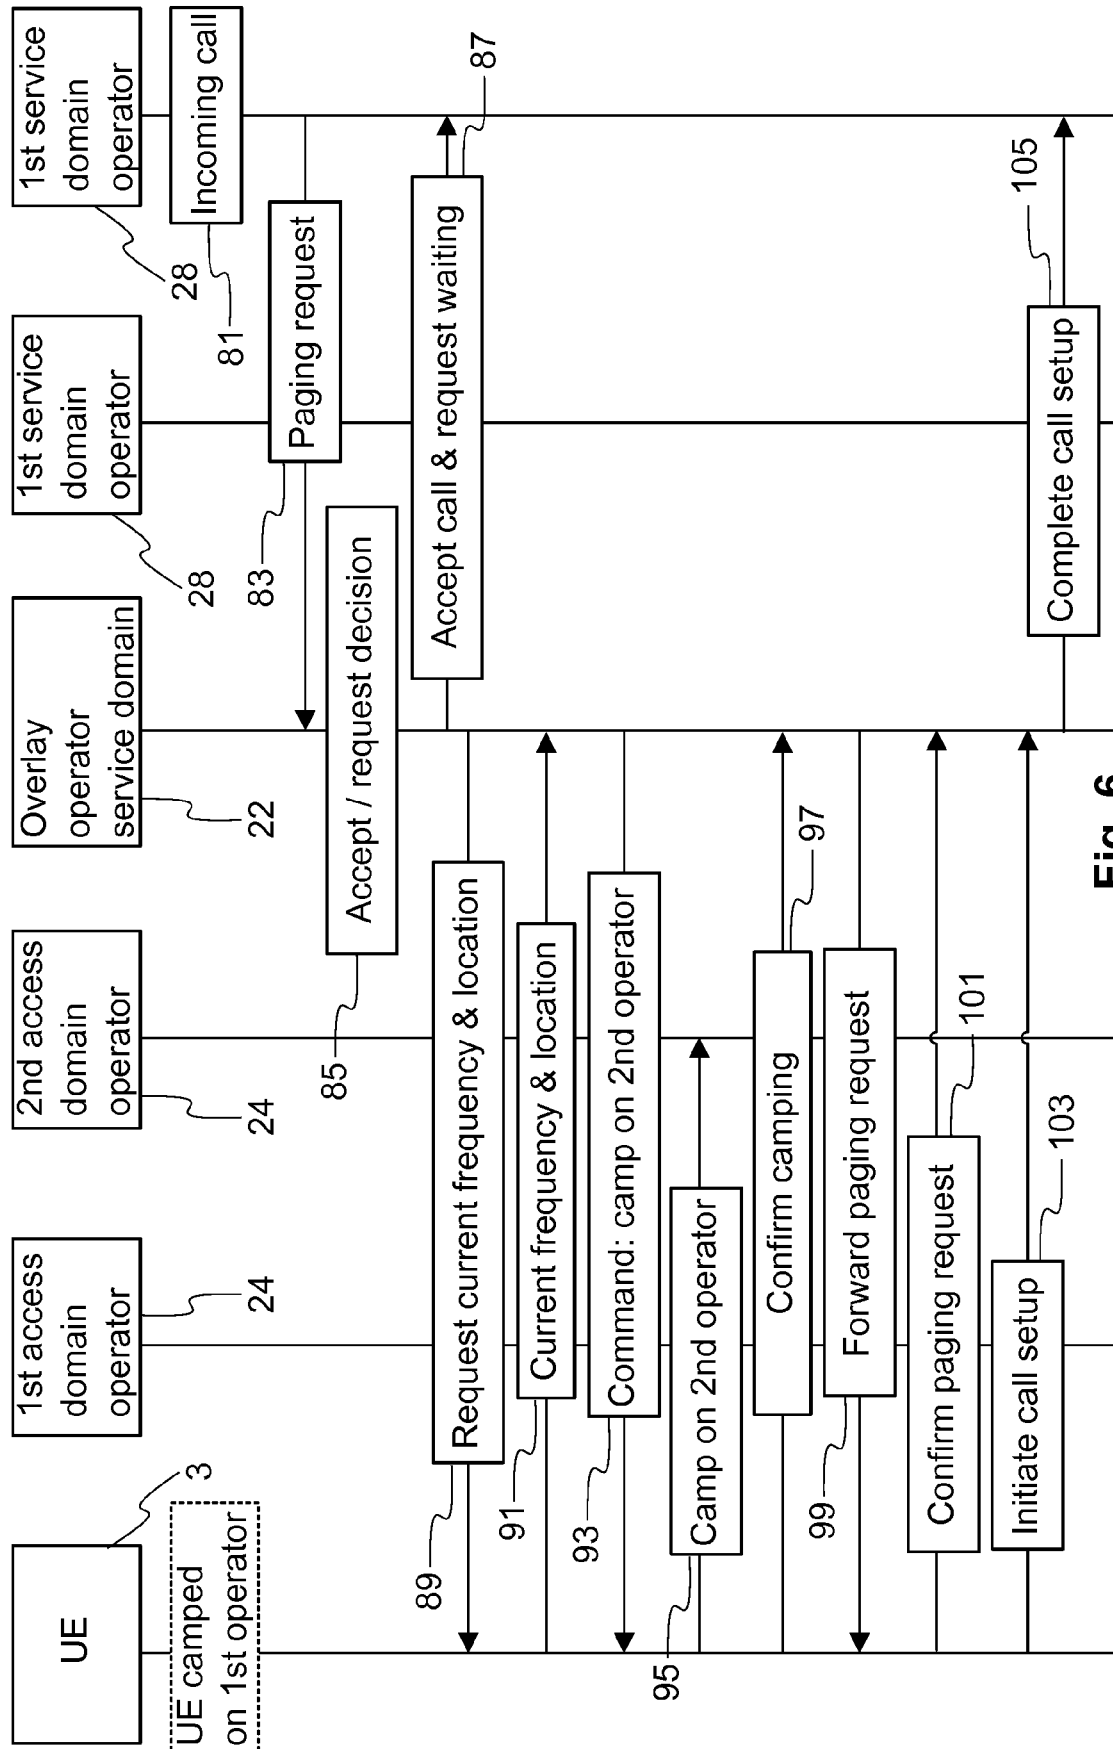 UE
3
UE camped
on 1st operator
1st access
domain
operator
24
2nd access
domain
operator
24
Overlay
operator
service domain
22
1st service
domain
operator
28
1st service
domain
operator
28
Incoming call
81
Paging request
83
Accept / request decision
85
Accept call & request waiting
87
Request current frequency & location
89
Current frequency & location
91
Command: camp on 2nd operator
93
Camp on 2nd operator
95
Confirm camping
97
Forward paging request
99
Confirm paging request
101
Initiate call setup
103
Complete call setup
105
Fig. 6